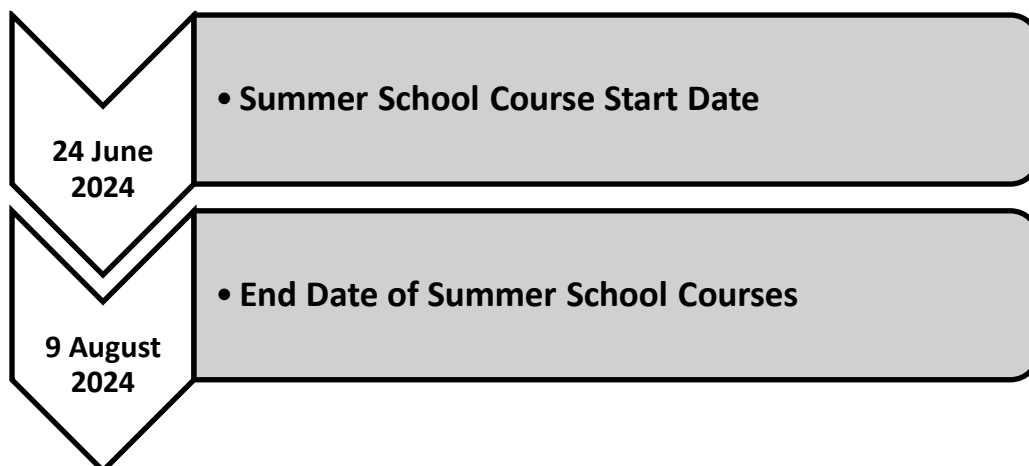 • Summer School Course Start Date
24 June
2024
• End Date of Summer School Courses
9 August
2024